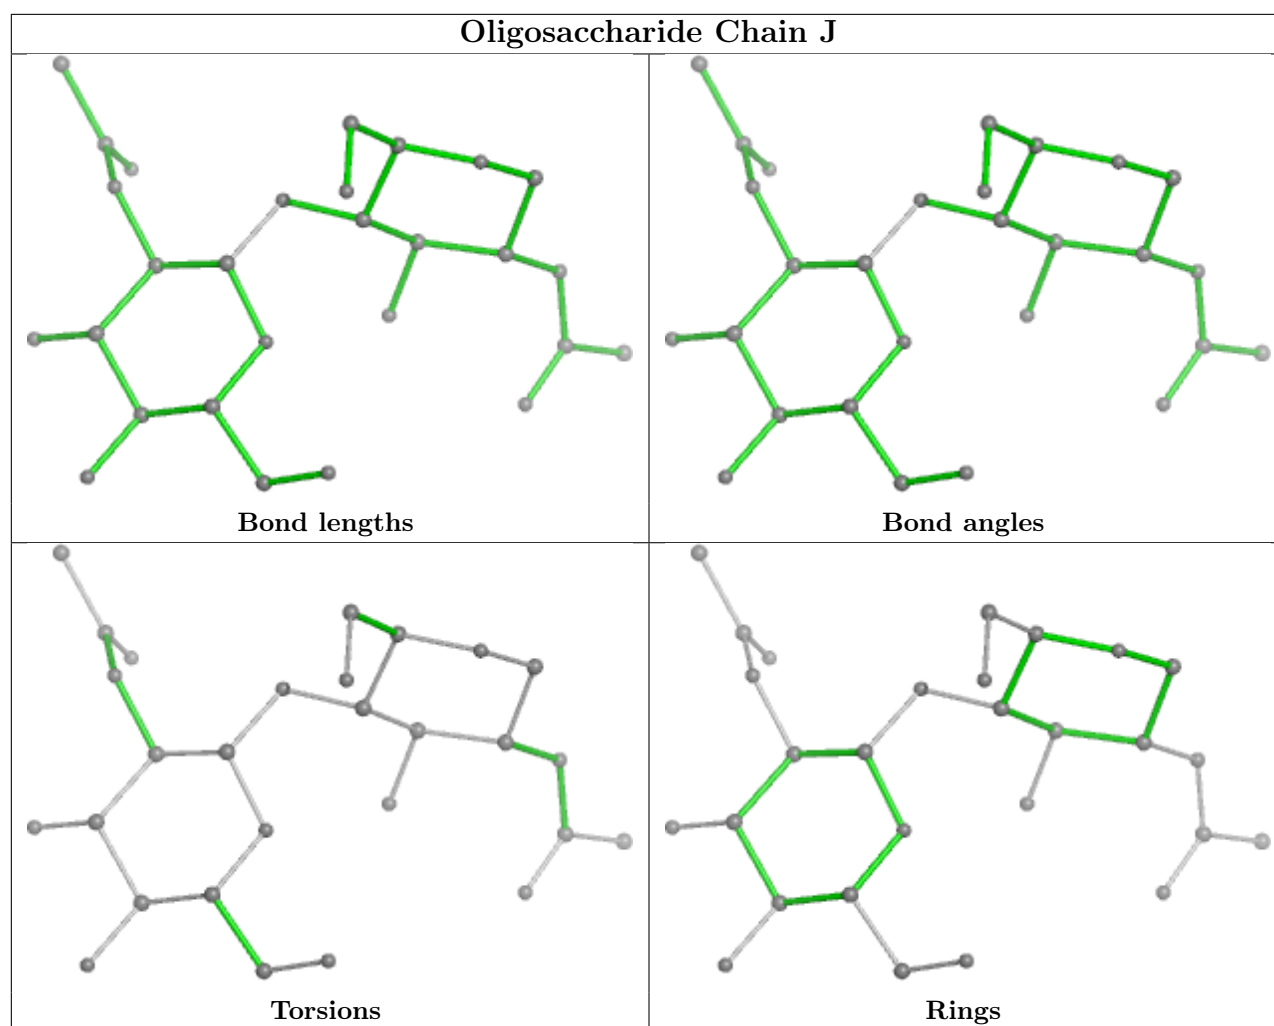 Oligosaccharide Chain J
Bond lengths
Bond angles
Torsions
Rings